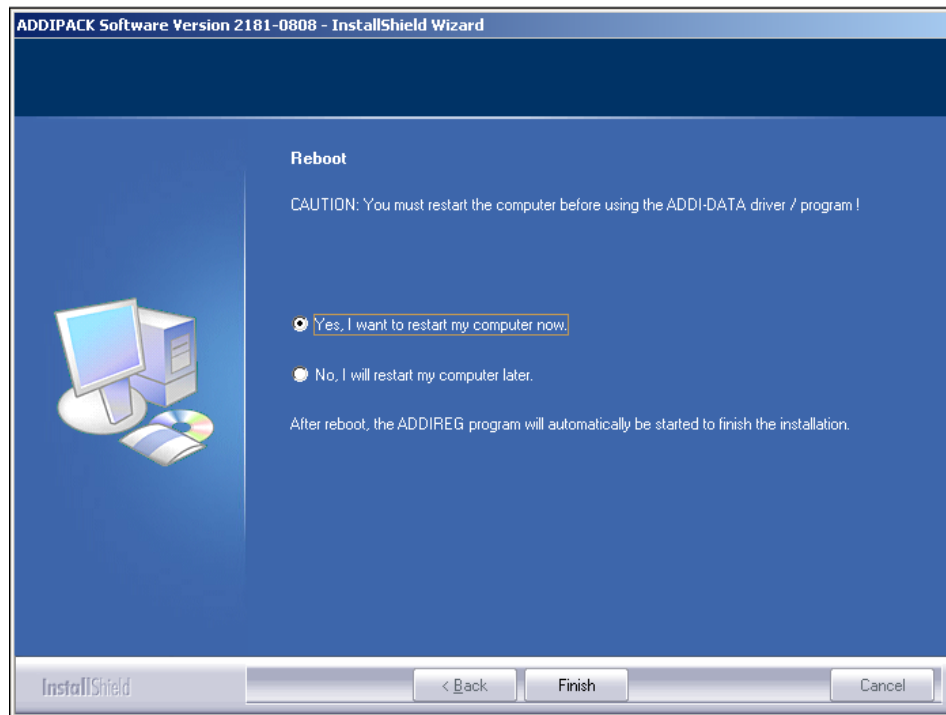 ADDIPACK Software Version 2181-0808 - InstallShield Wizard
Reboot
CAUTION: You must restart the computer before using the ADDI-DATA driver / program !
Yes, I want to restart my computer now.
No, I will restart my computer later.
After reboot, the ADDIREG program will automatically be started to finish the installation.
InstallShield
< Back
Finish
Cancel